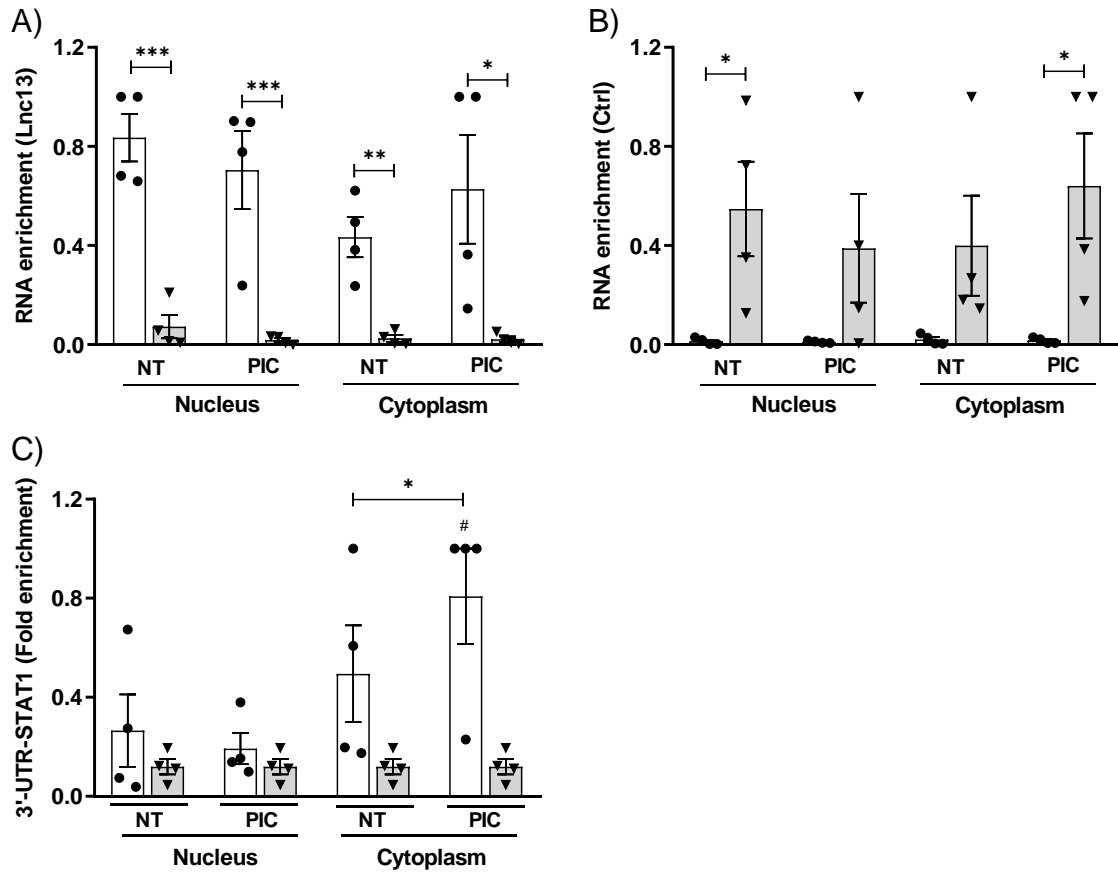 A)
RNA enrichment (Lnc13)
1.2
0.8
0.4
0.0
***
***
**
*
NT
PIC
NT
PIC
Nucleus
Cytoplasm
B)
RNA enrichment (Ctrl)
1.2
0.8
0.4
0.0
*
*
NT
PIC
NT
PIC
Nucleus
Cytoplasm
C)
3'-UTR-STAT1 (Fold enrichment)
1.2
0.8
0.4
0.0
*
#
NT
PIC
NT
PIC
Nucleus
Cytoplasm